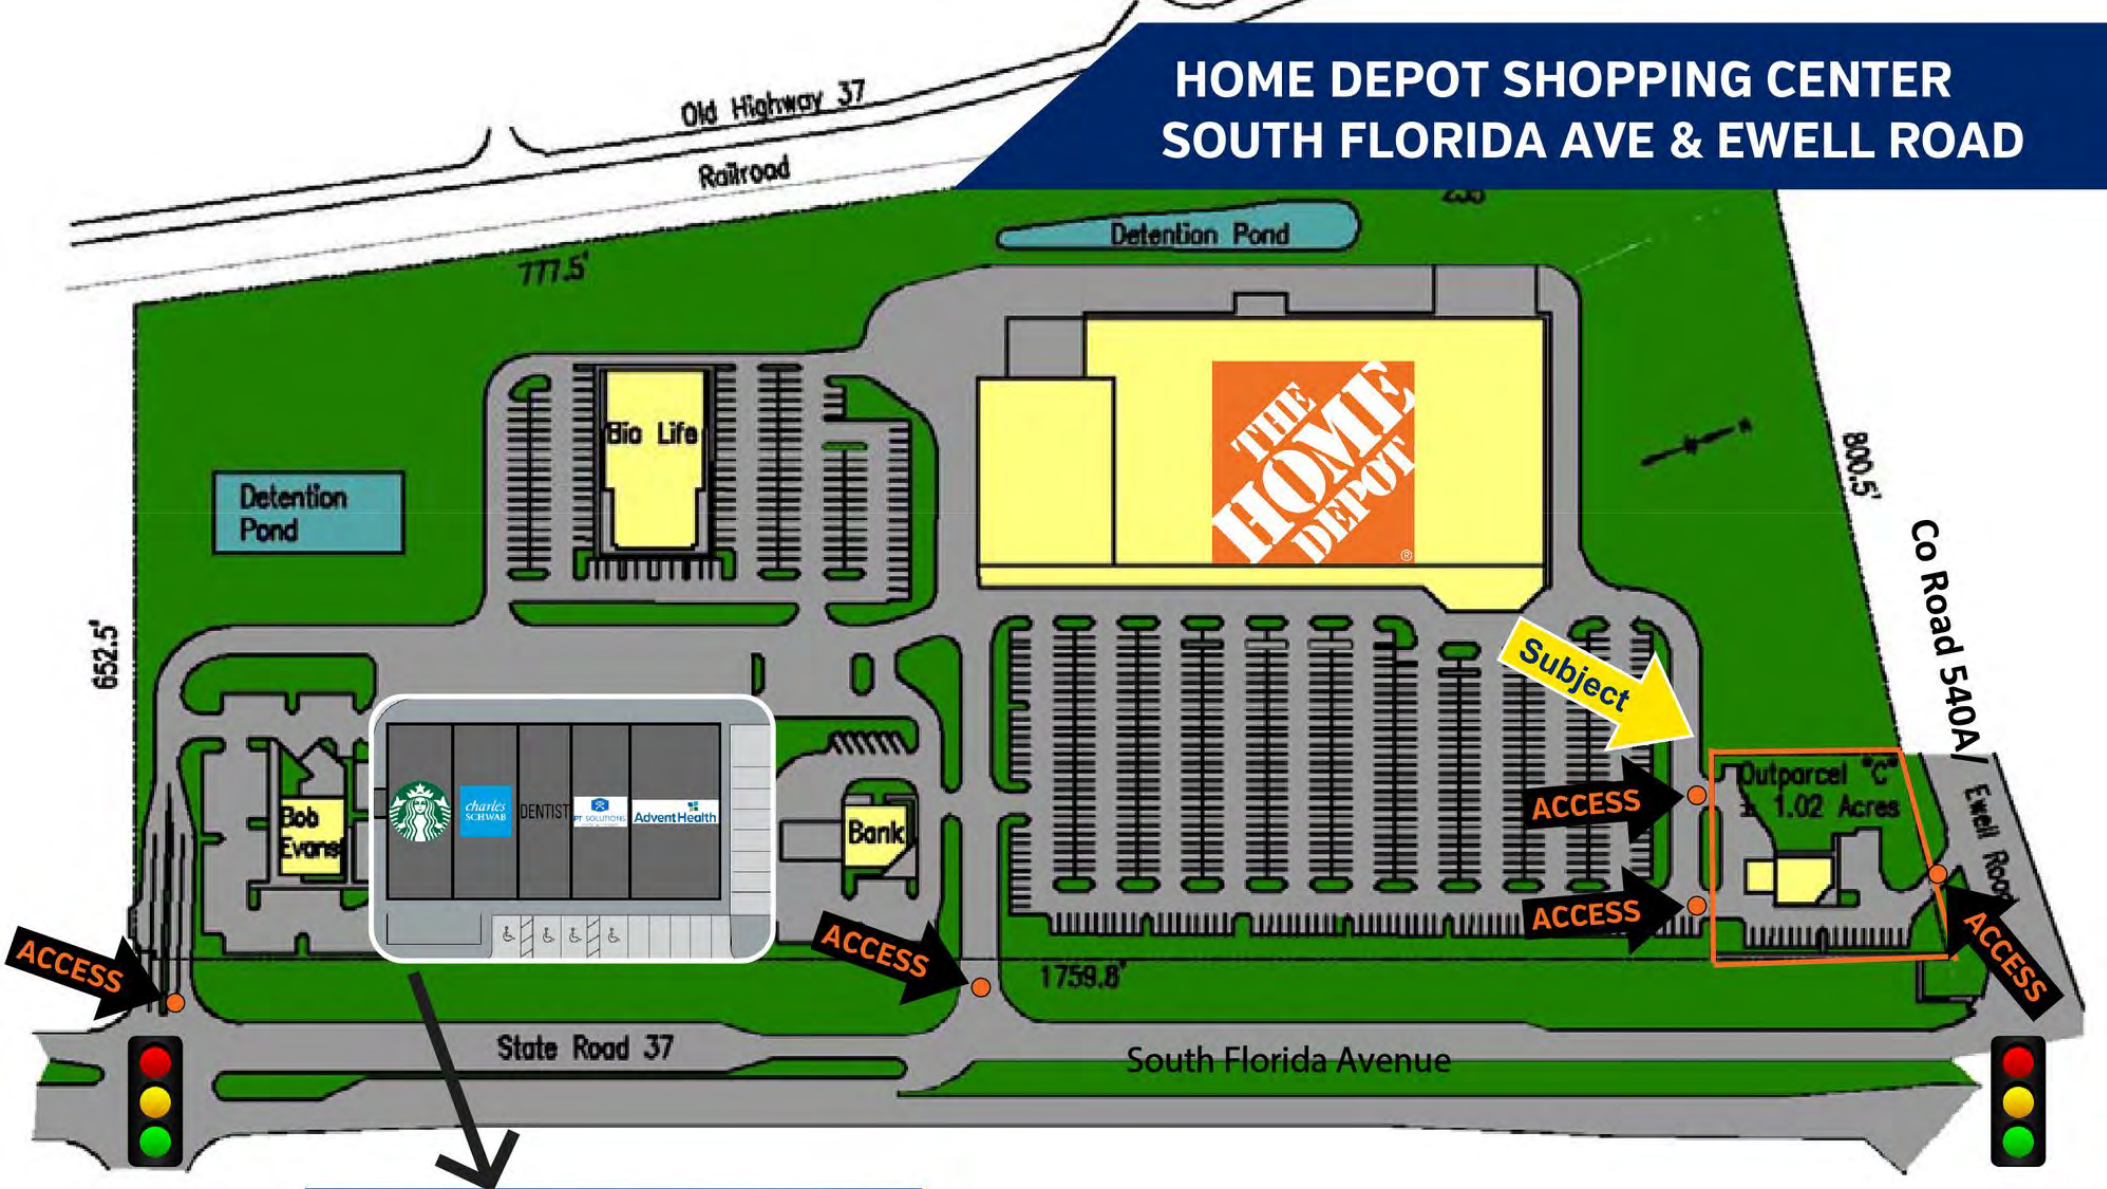 HOME DEPOT SHOPPING CENTER
SOUTH FLORIDA AVE & EWELL ROAD
Old Highway 37
Railroad
777.5'
Detention Pond
Bio Life
THE
HOME
DEPOT
®
800.5'
Detention
Pond
Co Road 540A/
Ewell Road
652.5'
Subject
Outparcel "C"
± 1.02 Acres
ACCESS
Bob
Evans
charles
SCHWAB
DENTIST
PT SOLUTIONS
AdventHealth
Bank
ACCESS
ACCESS
ACCESS
ACCESS
1759.8'
State Road 37
South Florida Avenue